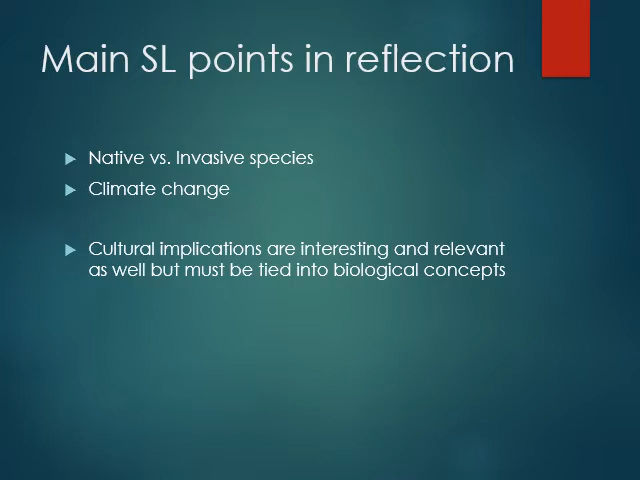 Main SL points in reflection
Native vs. Invasive species
Climate change
Cultural implications are interesting and relevant
as well but must be tied into biological concepts